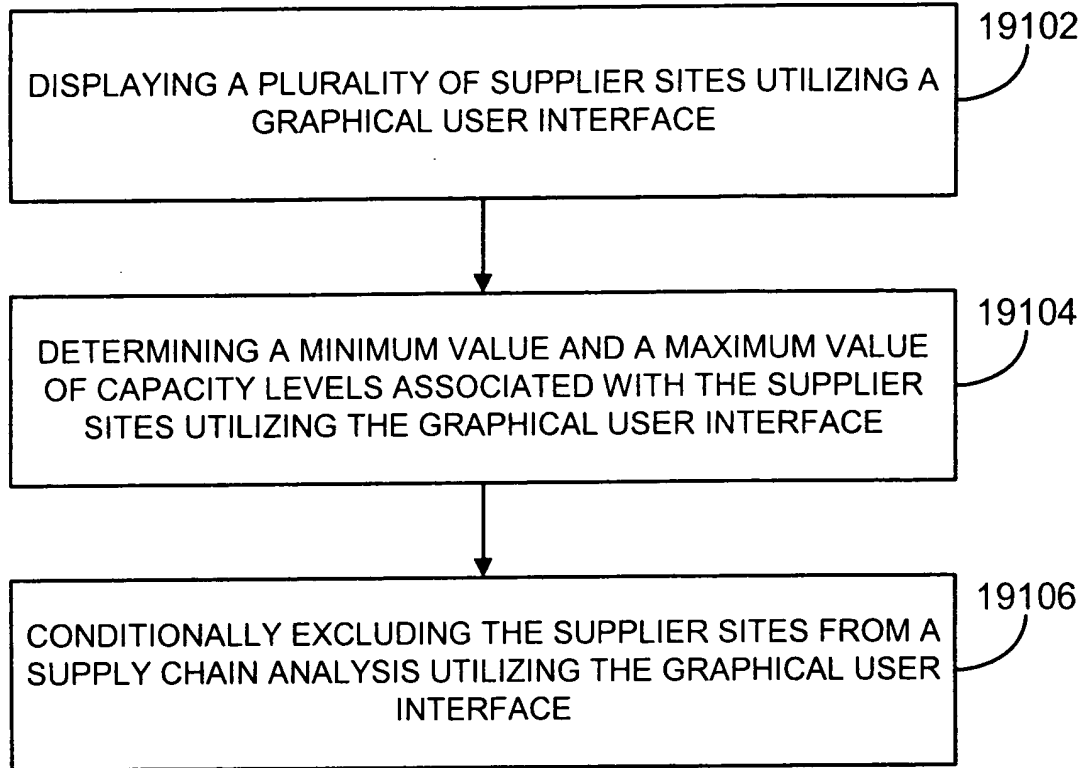 19102
DISPLAYING A PLURALITY OF SUPPLIER SITES UTILIZING A
GRAPHICAL USER INTERFACE
19104
DETERMINING A MINIMUM VALUE AND A MAXIMUM VALUE
OF CAPACITY LEVELS ASSOCIATED WITH THE SUPPLIER
SITES UTILIZING THE GRAPHICAL USER INTERFACE
19106
CONDITIONALLY EXCLUDING THE SUPPLIER SITES FROM A
SUPPLY CHAIN ANALYSIS UTILIZING THE GRAPHICAL USER
INTERFACE